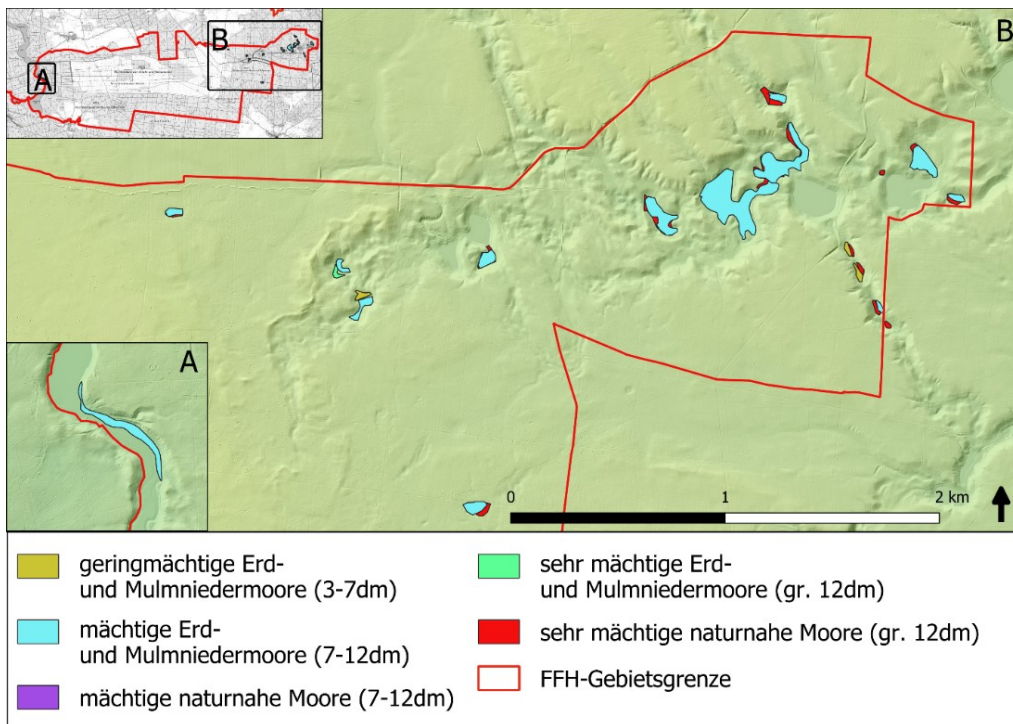 A
B
B
A
0
1
2 km
geringmächtige Erd-
und Mulmniedermoore (3-7dm)
mächtige Erd-
und Mulmniedermoore (7-12dm)
mächtige naturnahe Moore (7-12dm)
sehr mächtige Erd-
und Mulmniedermoore (gr. 12dm)
sehr mächtige naturnahe Moore (gr. 12dm)
FFH-Gebietsgrenze